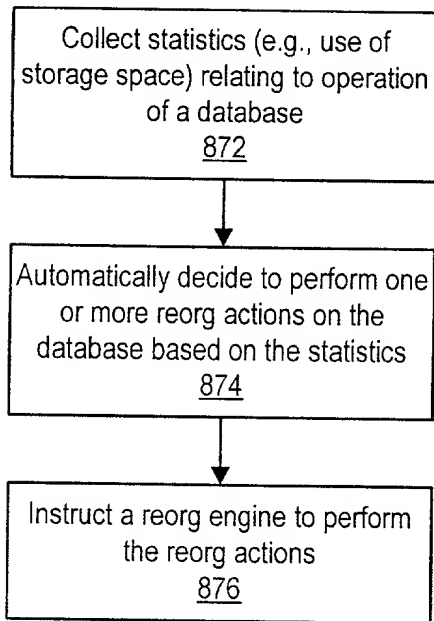 Collect statistics (e.g., use of
storage space) relating to operation
of a database
872
Automatically decide to perform one
or more reorg actions on the
database based on the statistics
874
Instruct a reorg engine to perform
the reorg actions
876